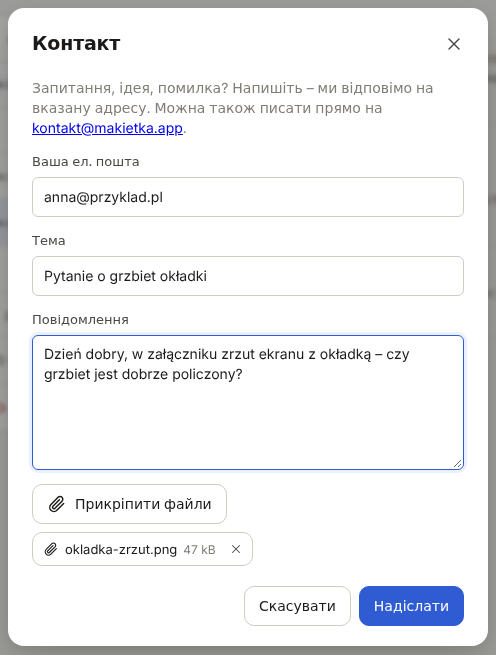 Контакт
Запитання, ідея, помилка? Напишіть – ми відповімо на
вказану адресу. Можна також писати прямо на
kontakt@makietka.app.
Ваша ел. пошта
anna@przyklad.pl
Тема
Pytanie o grzbiet okładki
Повідомлення
Dzień dobry, w załączniku zrzut ekranu z okładką – czy
grzbiet jest dobrze policzony?
Прикріпити файли
okladka-zrzut.png 47 kB
Скасувати Надіслати